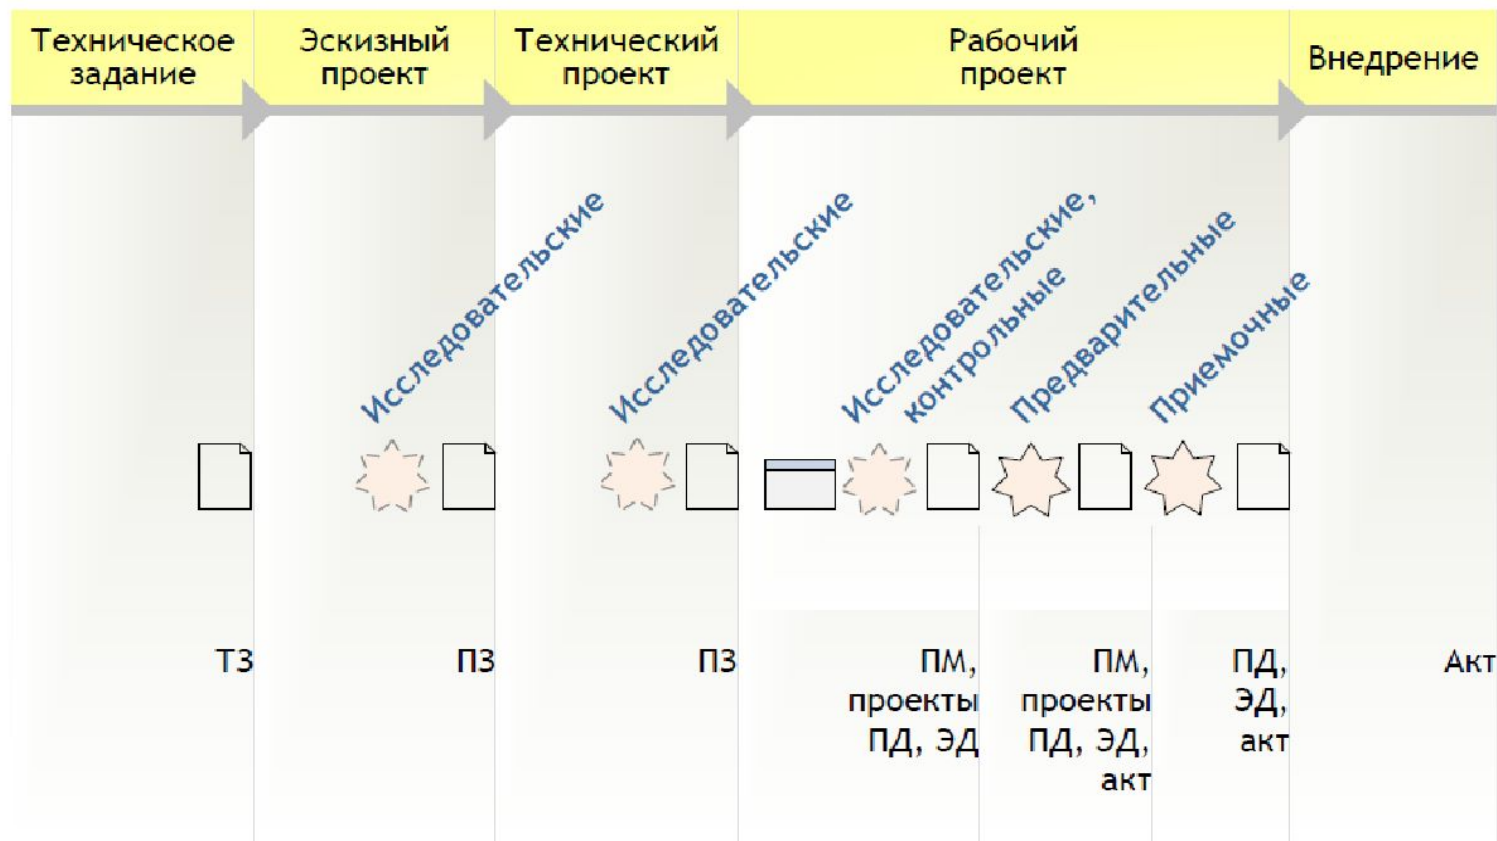 Техническое
задание
Эскизный
проект
Технический
проект
Рабочий
проект
Внедрение
Исследовательские
Исследовательские
Исследовательские,
контрольные
Предварительные
Приемочные
ТЗ
ПЗ
ПЗ
ПМ,
проекты
ПД, ЭД
ПМ,
проекты
ПД, ЭД,
акт
ПД,
ЭД,
акт
Акт